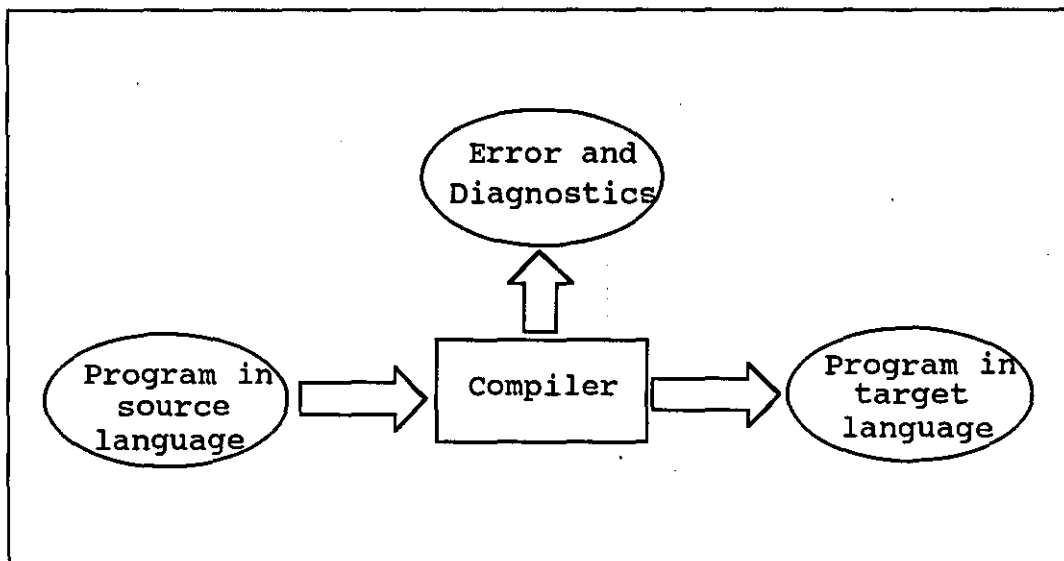 Error and
Diagnostics
Program in
source
language
Compiler
Program in
target
language